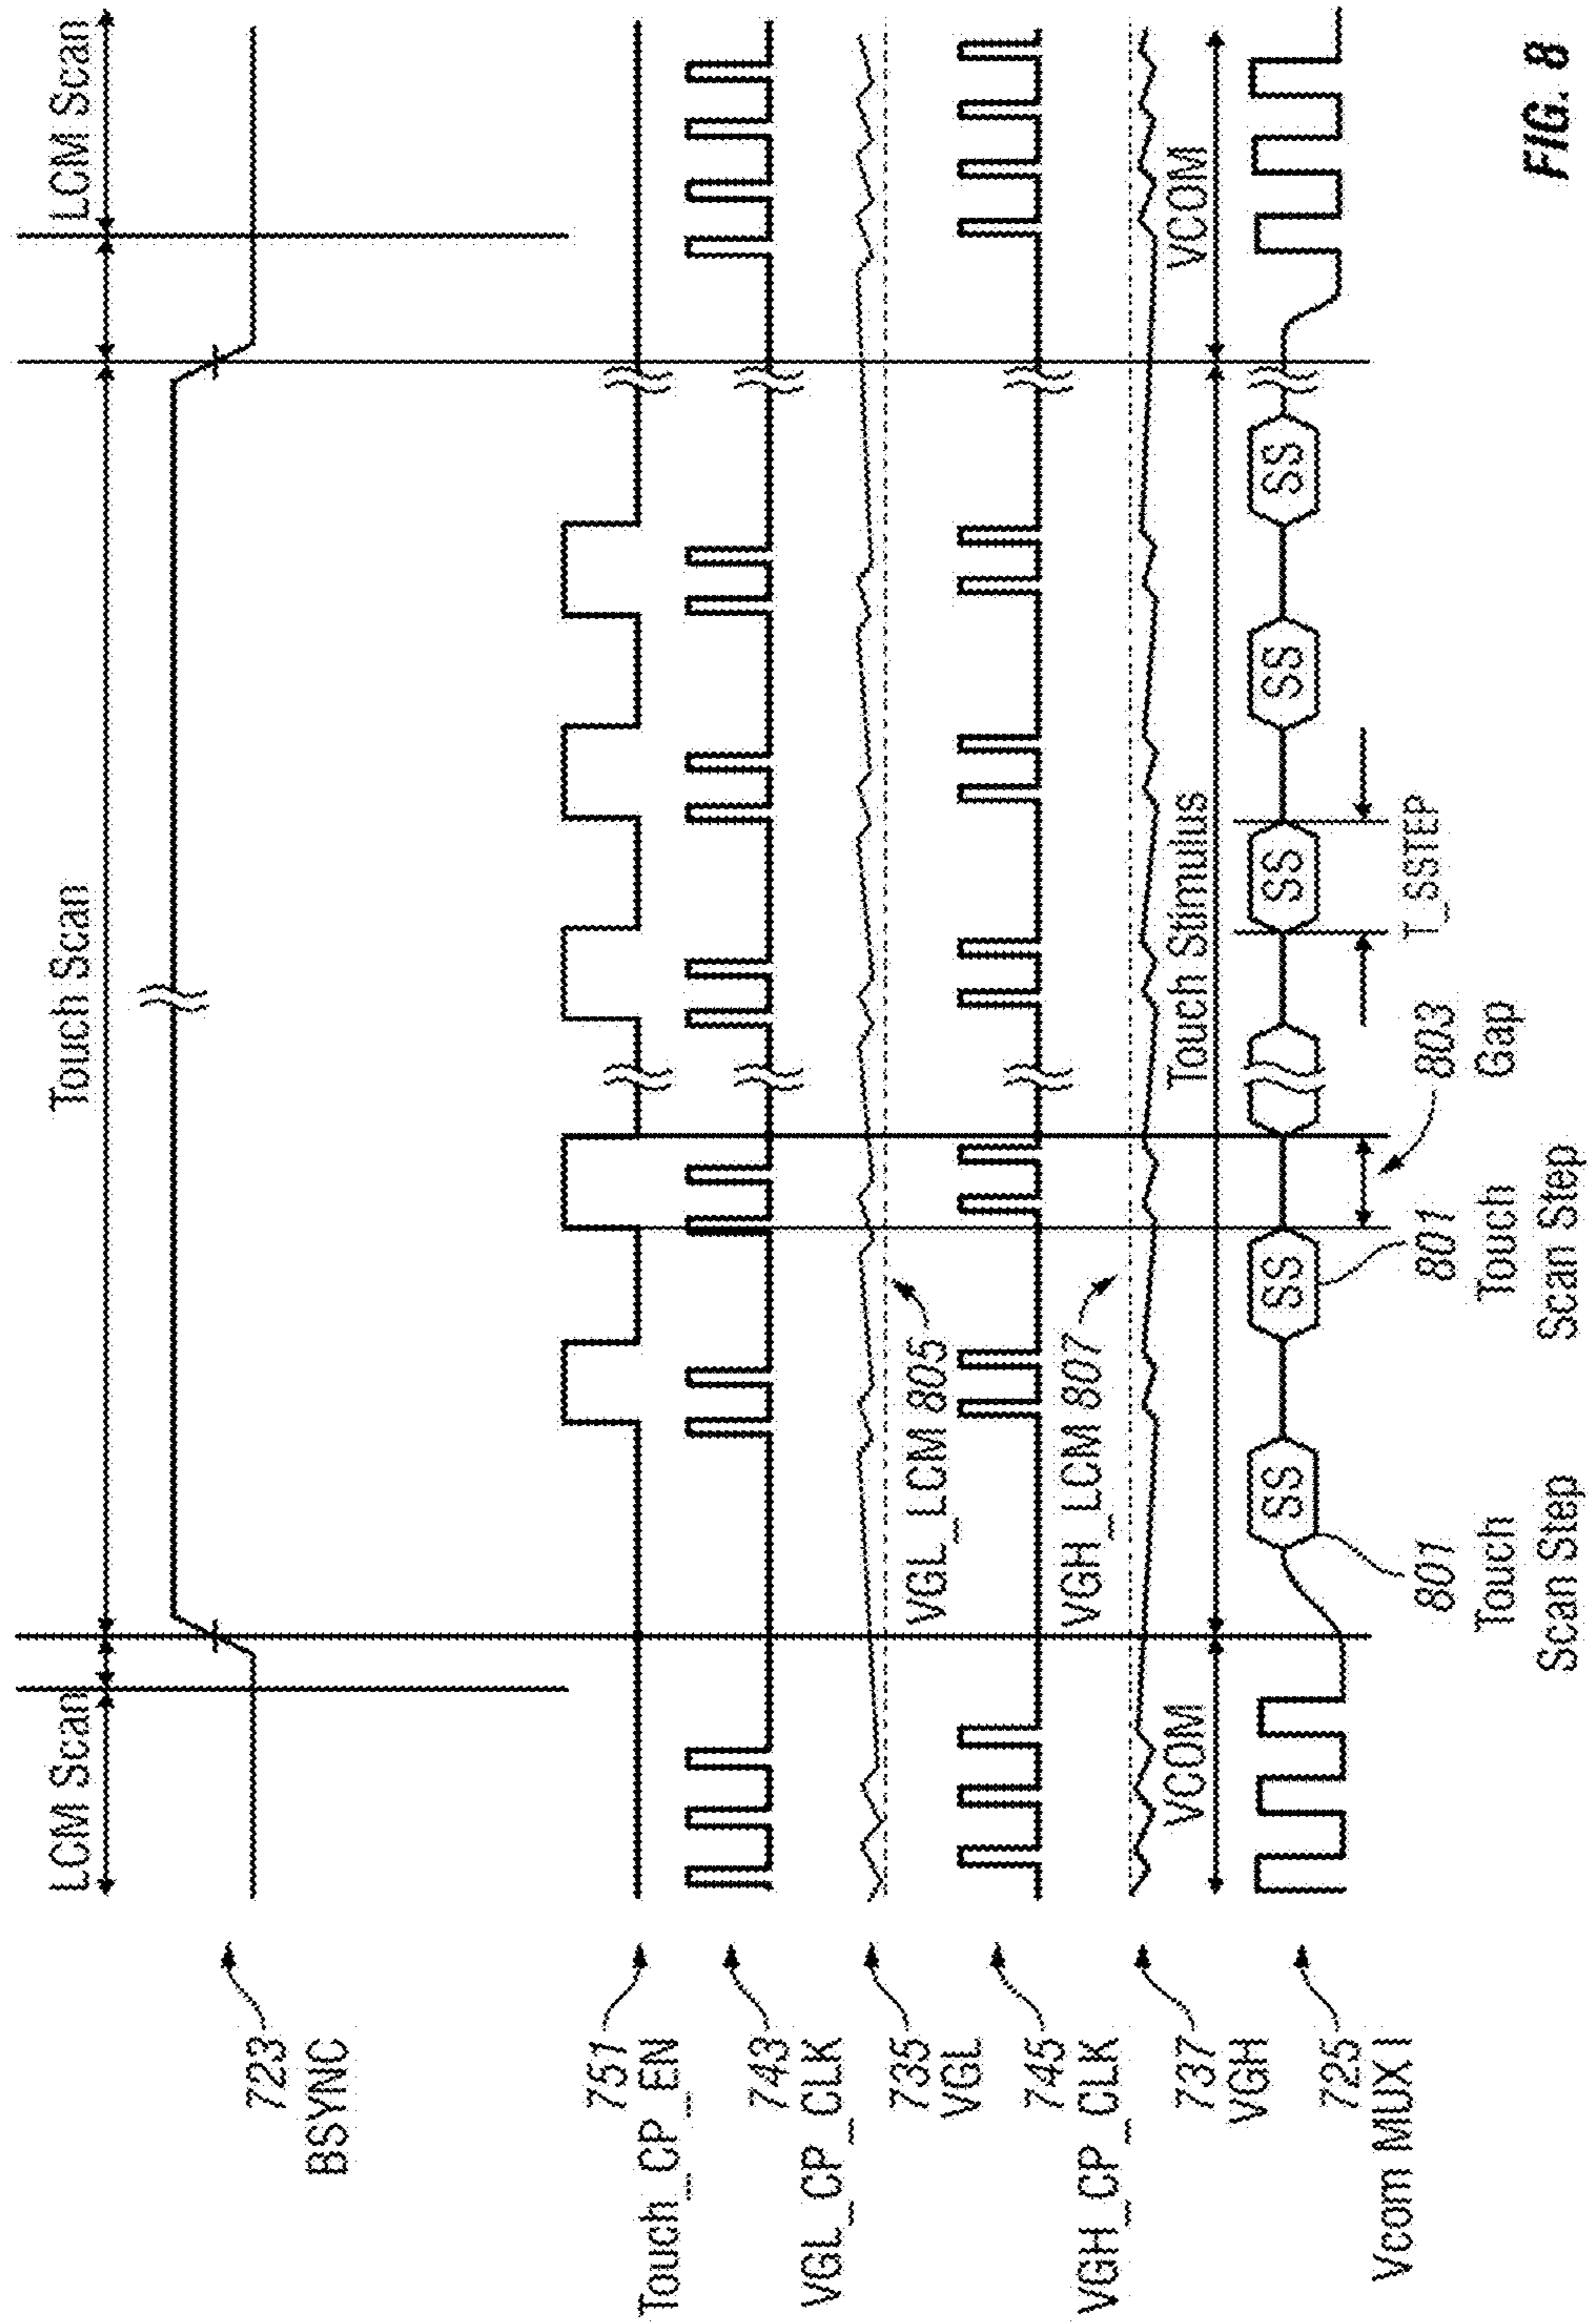 LCM Scan
Touch Scan
LCM Scan
723
BSYNC
751
Touch_CP_EN
743
VGL_CP_CLK
735
VGL
VGL_LCM 805
745
VGH_CP_CLK
VGH_LCM 807
737
VGH
VCOM
Touch Stimulus
VCOM
725
Vcom MUX I
SS
SS
SS
SS
SS
T_SSTEP
801
Touch
Scan Step
801
Touch
Scan Step
803
Gap
FIG. 8